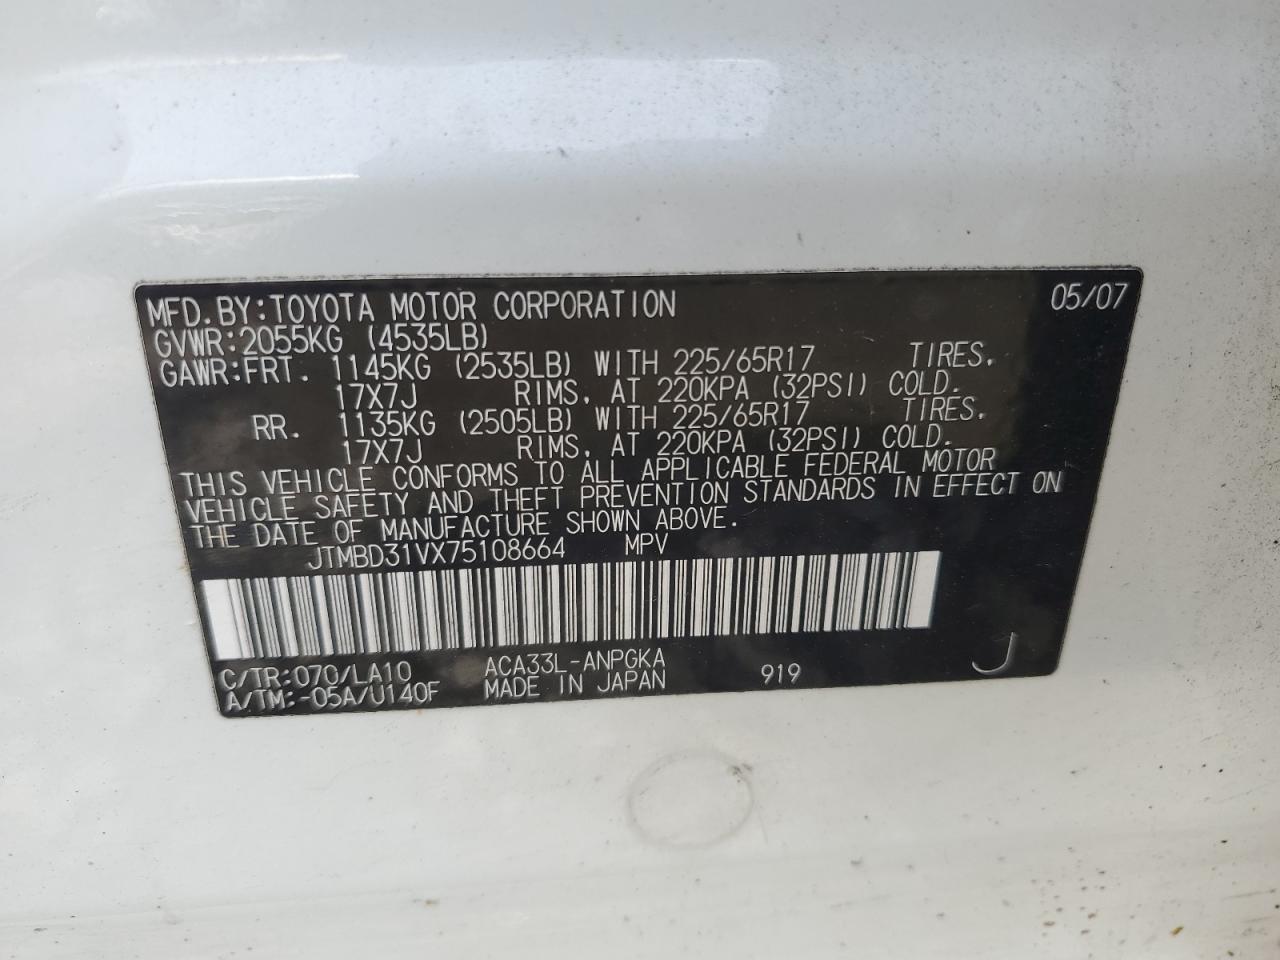 MFD. BY: TOYOTA MOTOR CORPORATION 05/07
GVWR: 2055KG (4535LB)
GAWR: FRT. 1145KG (2535LB) WITH 225/65R17 TIRES,
17X7J RIMS, AT 220KPA (32PSI) COLD.
RR. 1135KG (2505LB) WITH 225/65R17 TIRES,
17X7J RIMS, AT 220KPA (32PSI) COLD.
THIS VEHICLE CONFORMS TO ALL APPLICABLE FEDERAL MOTOR
VEHICLE SAFETY AND THEFT PREVENTION STANDARDS IN EFFECT ON
THE DATE OF MANUFACTURE SHOWN ABOVE.
JTMBD31VX75108664 MPV
C/TR: 070/LA10 ACA33L-ANPGKA
A/TM: -05A/U140F MADE IN JAPAN 919 J